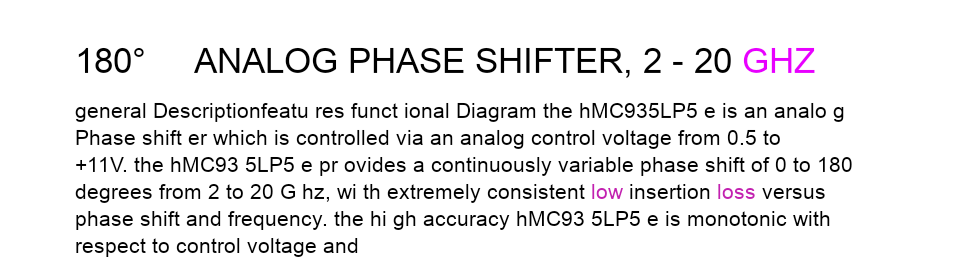 180° ANALOG PHASE SHIFTER, 2 - 20 GHZ
general Descriptionfeatu res funct ional Diagram the hMC935LP5 e is an analo g
Phase shift er which is controlled via an analog control voltage from 0.5 to
+11V. the hMC93 5LP5 e pr ovides a continuously variable phase shift of 0 to 180
degrees from 2 to 20 G hz, wi th extremely consistent low insertion loss versus
phase shift and frequency. the hi gh accuracy hMC93 5LP5 e is monotonic with
respect to control voltage and